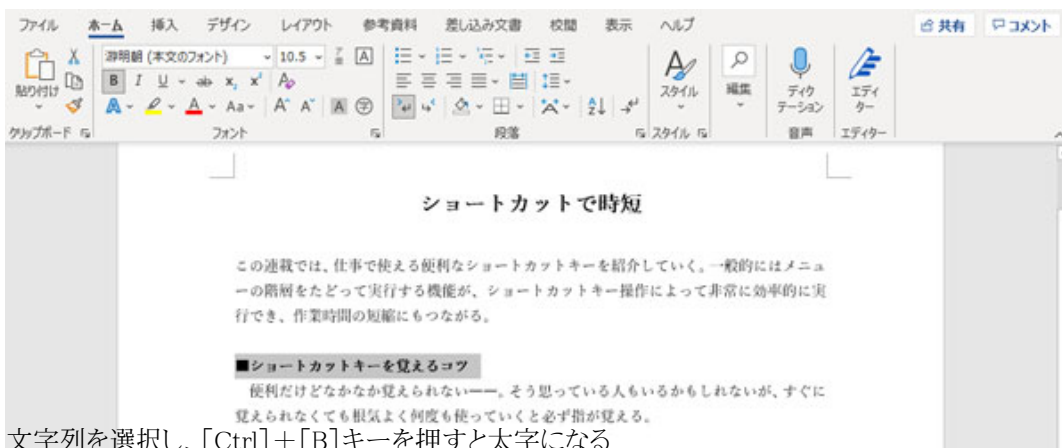 ファイル ホーム 挿入 デザイン レイアウト 参考資料 差し込み文書 校閲 表示 ヘルプ 共有 コメント
游明朝 (本文のフォント) 10.5
貼り付け
B I U ab x, x' A
スタイル 編集 ディク テーション エディ ター
A A Aa A A A 字
クリップボード フォント 段落 スタイル 音声 エディター
ショートカットで時短
この連載では、仕事で使える便利なショートカットキーを紹介していく。一般的にはメニュ
ーの階層をたどって実行する機能が、ショートカットキー操作によって非常に効率的に実
行でき、作業時間の短縮にもつながる。
■ショートカットキーを覚えるコツ
便利だけどなかなか覚えられない――。そう思っている人もいるかもしれないが、すぐに
覚えられなくても根気よく何度も使っていくと必ず指が覚える。
文字列を選択し、[Ctrl]+[B]キーを押すと太字になる